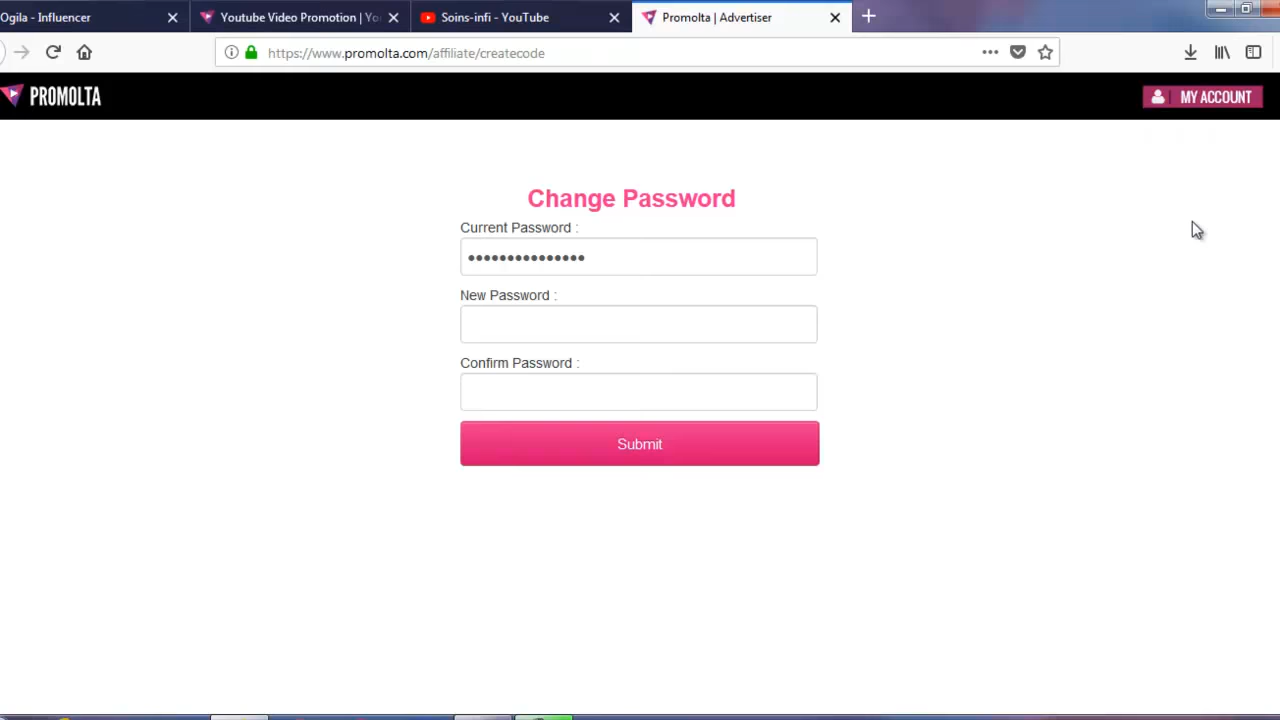 Ogila - Influencer
Youtube Video Promotion | Yo
Soins-infi - YouTube
Promolta | Advertiser
https://www.promolta.com/affiliate/createcode
PROMOLTA
MY ACCOUNT
Change Password
Current Password :
New Password :
Confirm Password :
Submit